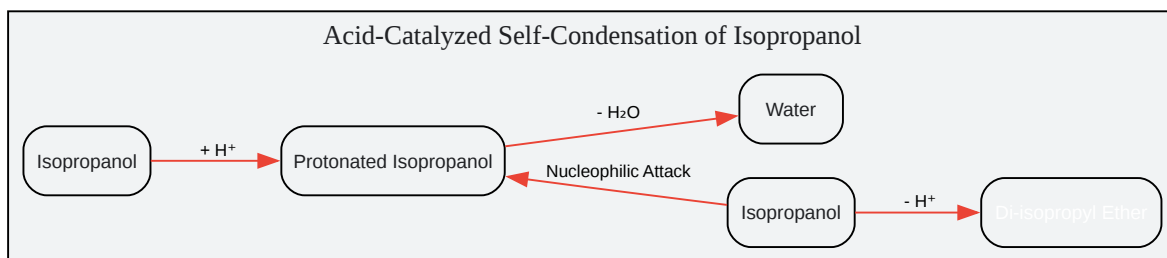 Acid-Catalyzed Self-Condensation of Isopropanol
Isopropanol
+ H⁺
Protonated Isopropanol
- H₂O
Water
Nucleophilic Attack
Isopropanol
- H⁺
Di-isopropyl Ether